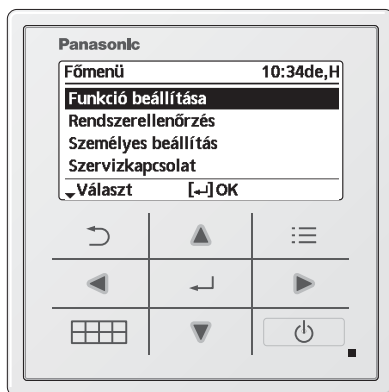 Panasonic
Főmenü 10:34de,H
Funkció beállítása
Rendszerellenőrzés
Személyes beállítás
Szervizkapcsolat
Választ [↵] OK